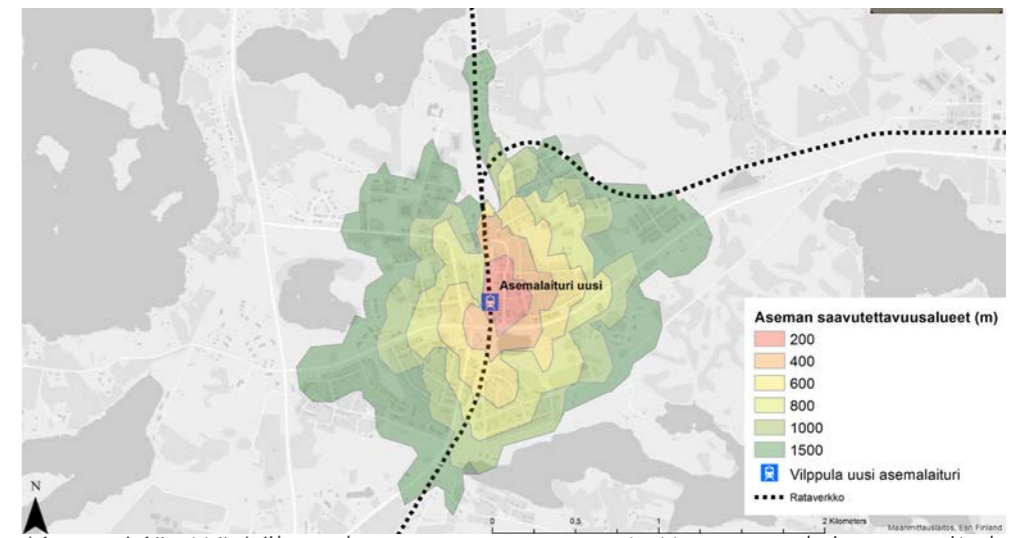 Asemalaituri uusi
Aseman saavutettavuusalueet (m)
200
400
600
800
1000
1500
Vilppula uusi asemalaituri
Rataverkko
N
0 0,5 1 2 Kilometers
Maanmittauslaitos, Esri Finland